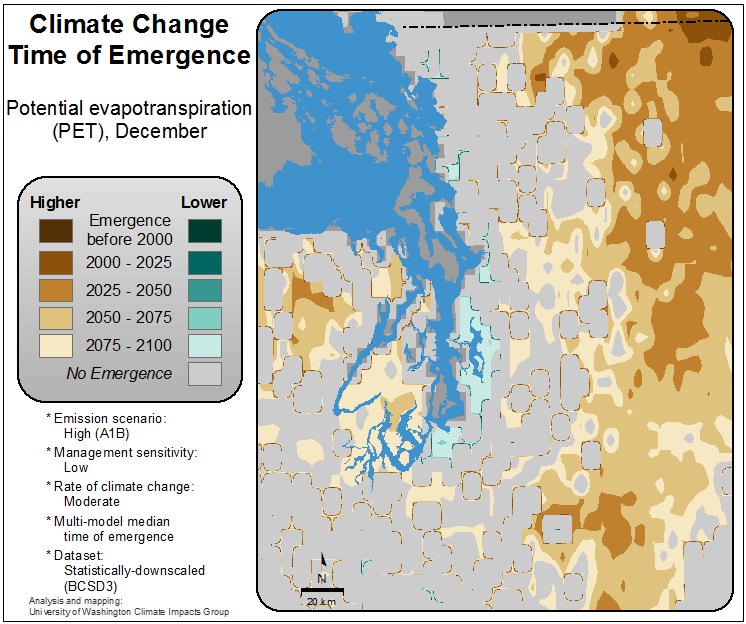 Climate Change
Time of Emergence
Potential evapotranspiration
(PET), December
Higher Lower
Emergence
before 2000
2000 - 2025
2025 - 2050
2050 - 2075
2075 - 2100
No Emergence
* Emission scenario:
High (A1B)
* Management sensitivity:
Low
* Rate of climate change:
Moderate
* Multi-model median
time of emergence
* Dataset:
Statistically-downscaled
(BCSD3)
Analysis and mapping:
University of Washington Climate Impacts Group
N
20 km